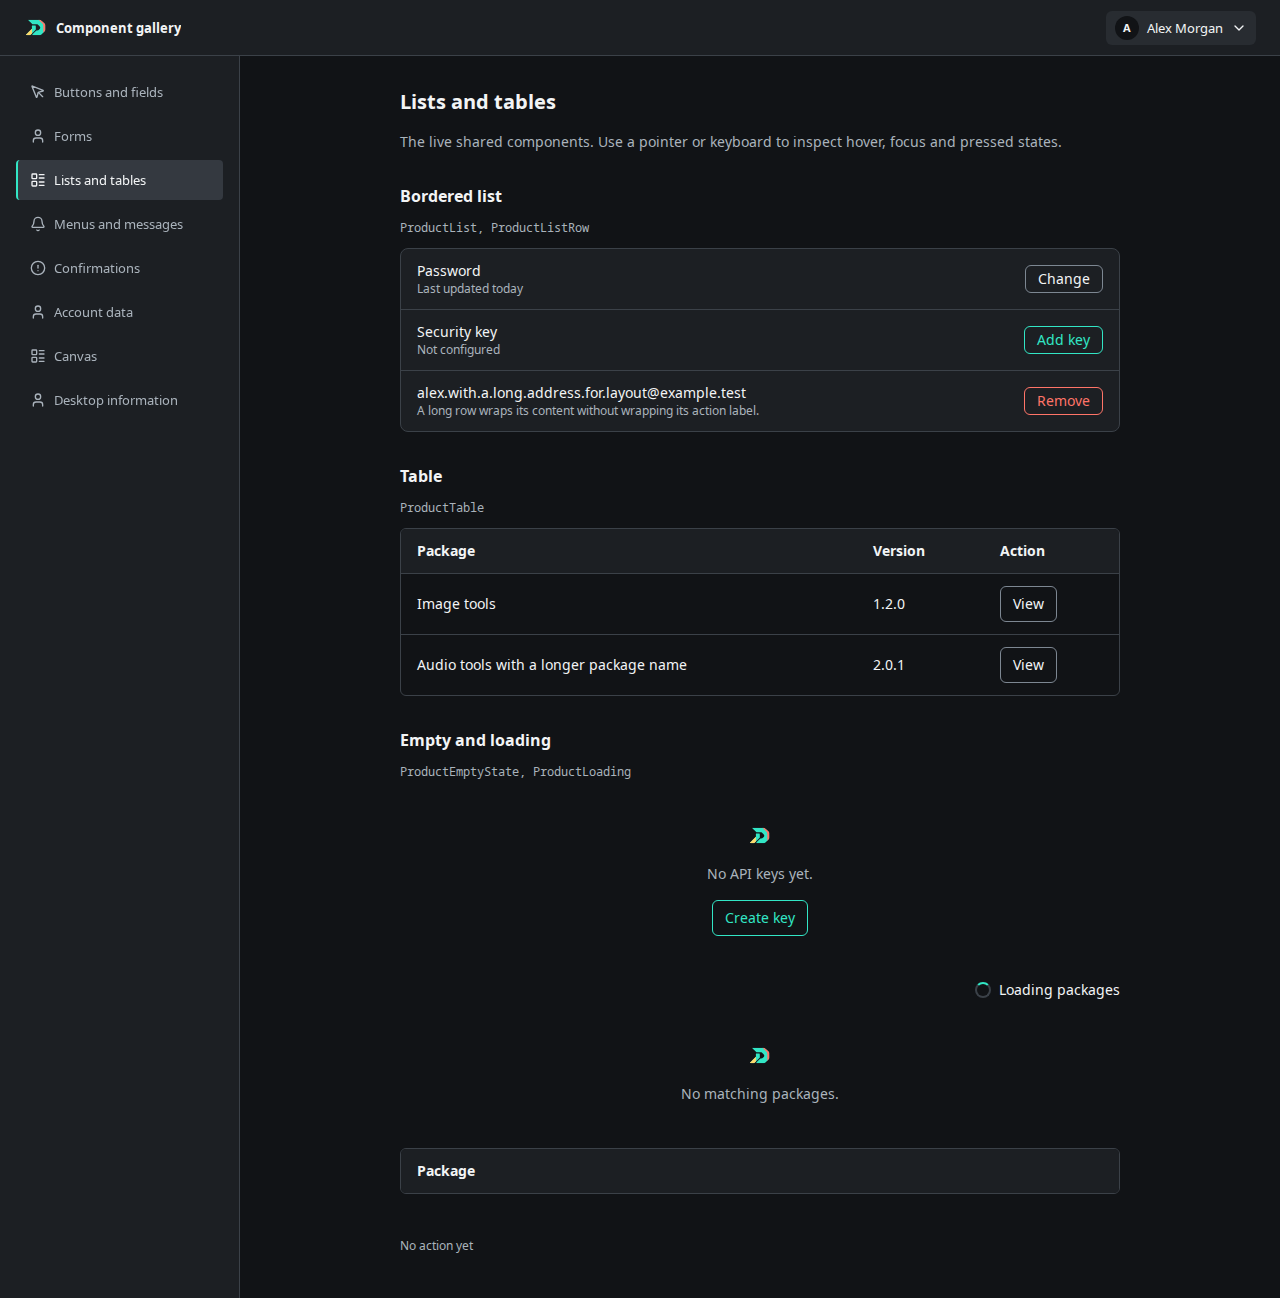 Component gallery
A
Alex Morgan
Buttons and fields
Forms
Lists and tables
Menus and messages
Confirmations
Account data
Canvas
Desktop information
Lists and tables
The live shared components. Use a pointer or keyboard to inspect hover, focus and pressed states.
Bordered list
ProductList, ProductListRow
Password
Last updated today
Change
Security key
Not configured
Add key
alex.with.a.long.address.for.layout@example.test
A long row wraps its content without wrapping its action label.
Remove
Table
ProductTable
Package Version Action
Image tools 1.2.0 View
Audio tools with a longer package name 2.0.1 View
Empty and loading
ProductEmptyState, ProductLoading
No API keys yet.
Create key
Loading packages
No matching packages.
Package
No action yet